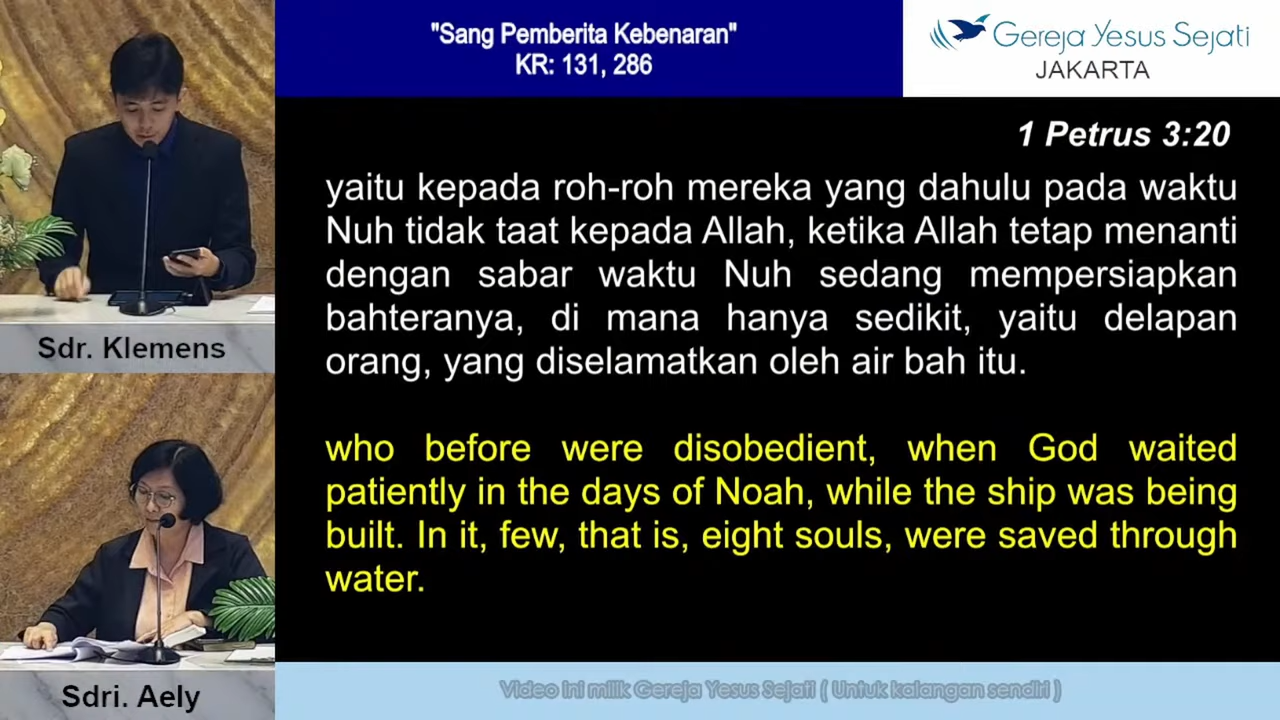 "Sang Pemberita Kebenaran"
KR: 131, 286
Gereja Yesus Sejati
JAKARTA
1 Petrus 3:20
yaitu kepada roh-roh mereka yang dahulu pada waktu
Nuh tidak taat kepada Allah, ketika Allah tetap menanti
dengan sabar waktu Nuh sedang mempersiapkan
bahteranya, di mana hanya sedikit, yaitu delapan
orang, yang diselamatkan oleh air bah itu.
who before were disobedient, when God waited
patiently in the days of Noah, while the ship was being
built. In it, few, that is, eight souls, were saved through
water.
Sdr. Klemens
Sdri. Aely
Video ini milik Gereja Yesus Sejati ( Untuk kalangan sendiri )